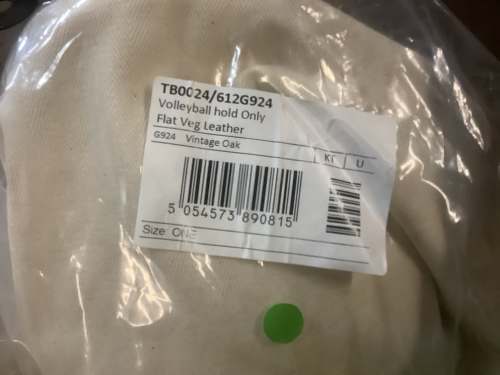 TB0024/612G924
Volleyball hold Only
Flat Veg Leather
G924 Vintage Oak
U
5 054573 890815
Size: ONE